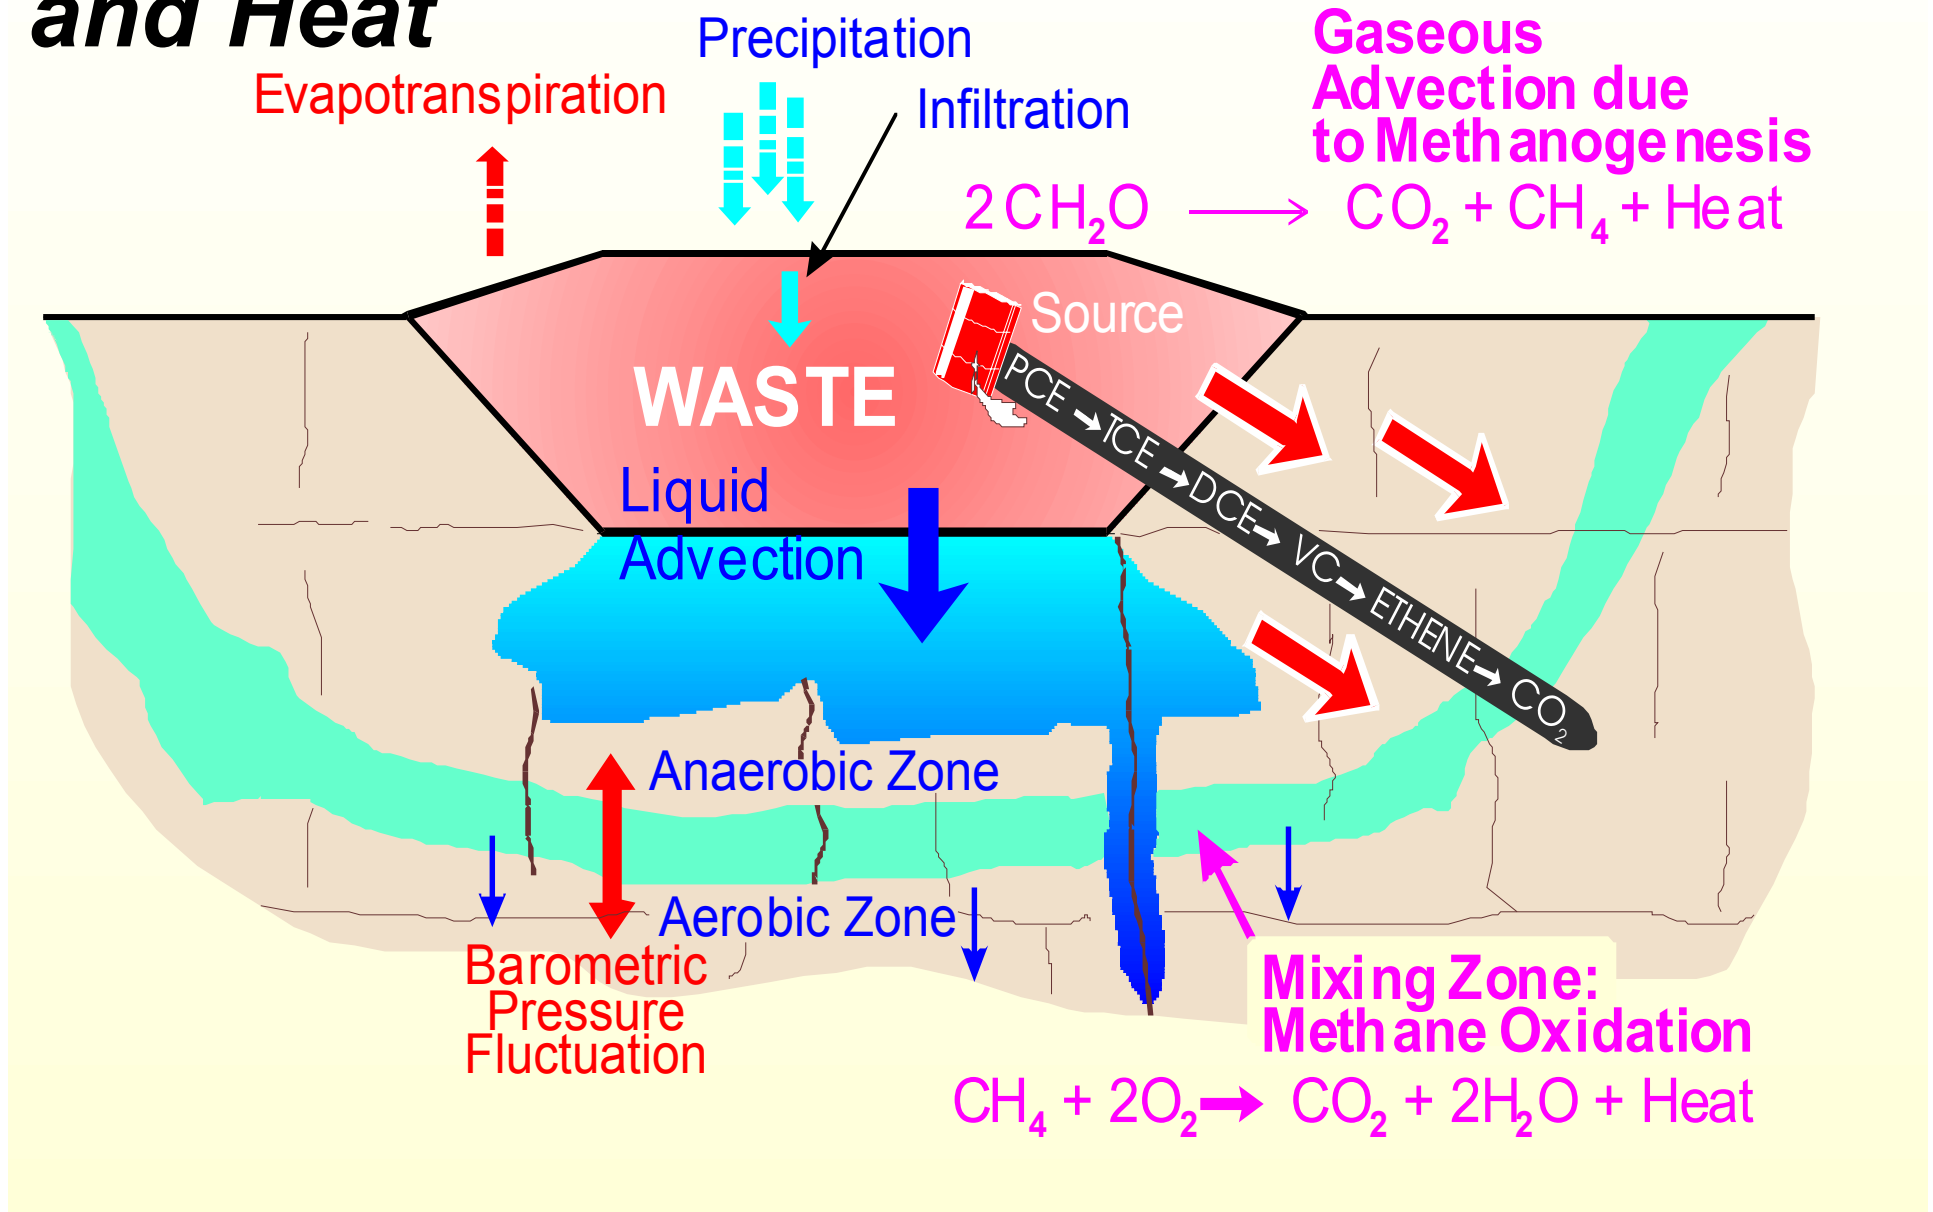 and Heat
Precipitation
Evapotranspiration
Infiltration
Gaseous
Advection due
to Methanogenesis
2CH₂O → CO₂ + CH₄ + Heat
Source
WASTE
PCE → TCE → DCE → VC → ETHENE → CO₂
Liquid
Advection
Anaerobic Zone
Aerobic Zone
Barometric
Pressure
Fluctuation
Mixing Zone:
Methane Oxidation
CH₄ + 2O₂ → CO₂ + 2H₂O + Heat